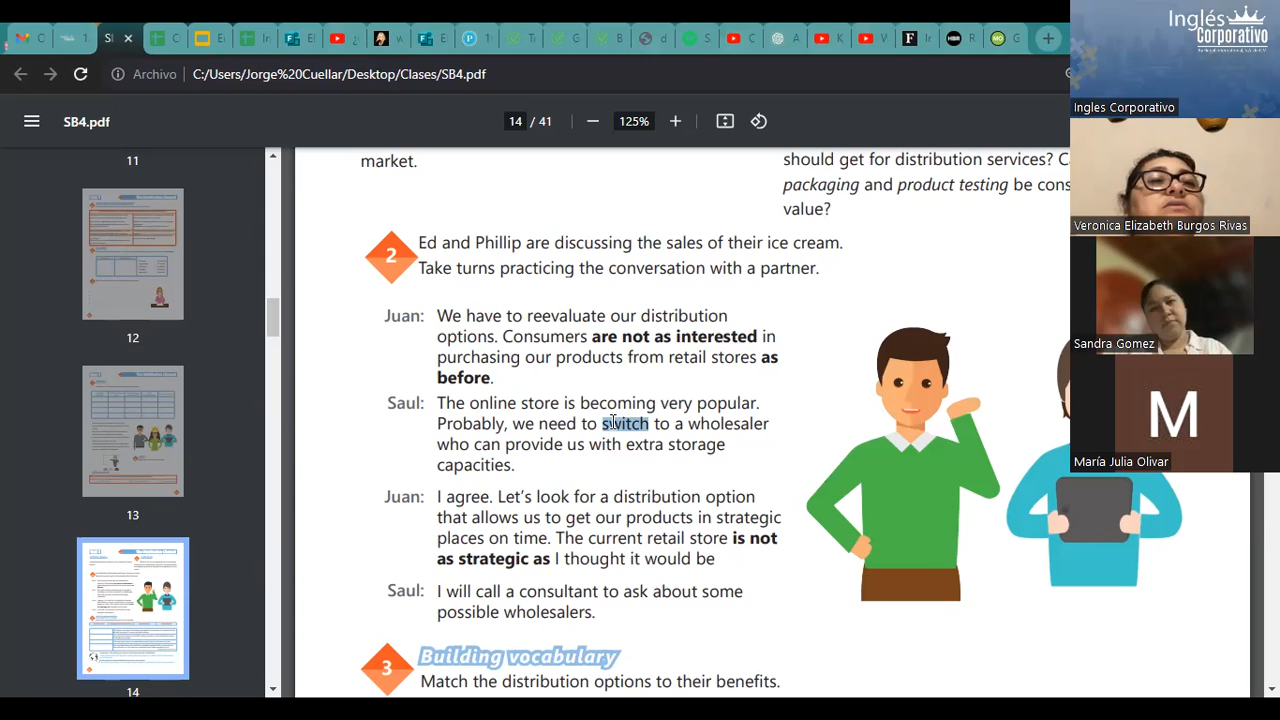 Archivo
C:/Users/Jorge%20Cuellar/Desktop/Clases/SB4.pdf
SB4.pdf
14 / 41
125%
11
12
13
14
market.
should get for distribution services?
packaging and product testing be
value?
2
Ed and Phillip are discussing the sales of their ice cream.
Take turns practicing the conversation with a partner.
Juan: We have to reevaluate our distribution
options. Consumers are not as interested in
purchasing our products from retail stores as
before.
Saul: The online store is becoming very popular.
Probably, we need to switch to a wholesaler
who can provide us with extra storage
capacities.
Juan: I agree. Let's look for a distribution option
that allows us to get our products in strategic
places on time. The current retail store is not
as strategic as I thought it would be
Saul: I will call a consultant to ask about some
possible wholesalers.
3
Building vocabulary
Match the distribution options to their benefits.
Inglés
Corporativo
Ingles Corporativo
Veronica Elizabeth Burgos Rivas
Sandra Gomez
M
María Julia Olivar